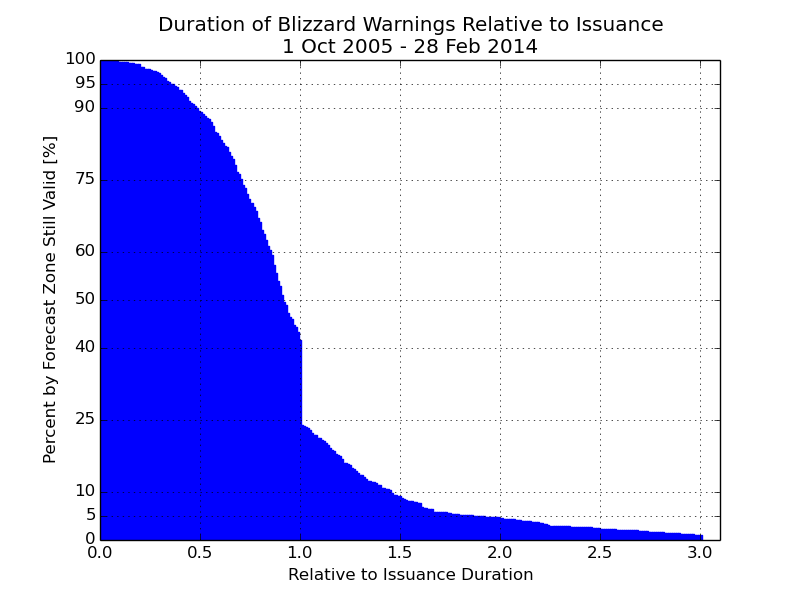 Duration of Blizzard Warnings Relative to Issuance
1 Oct 2005 - 28 Feb 2014
Percent by Forecast Zone Still Valid [%]
100
95
90
75
60
50
40
25
10
5
0
0.0 0.5 1.0 1.5 2.0 2.5 3.0
Relative to Issuance Duration